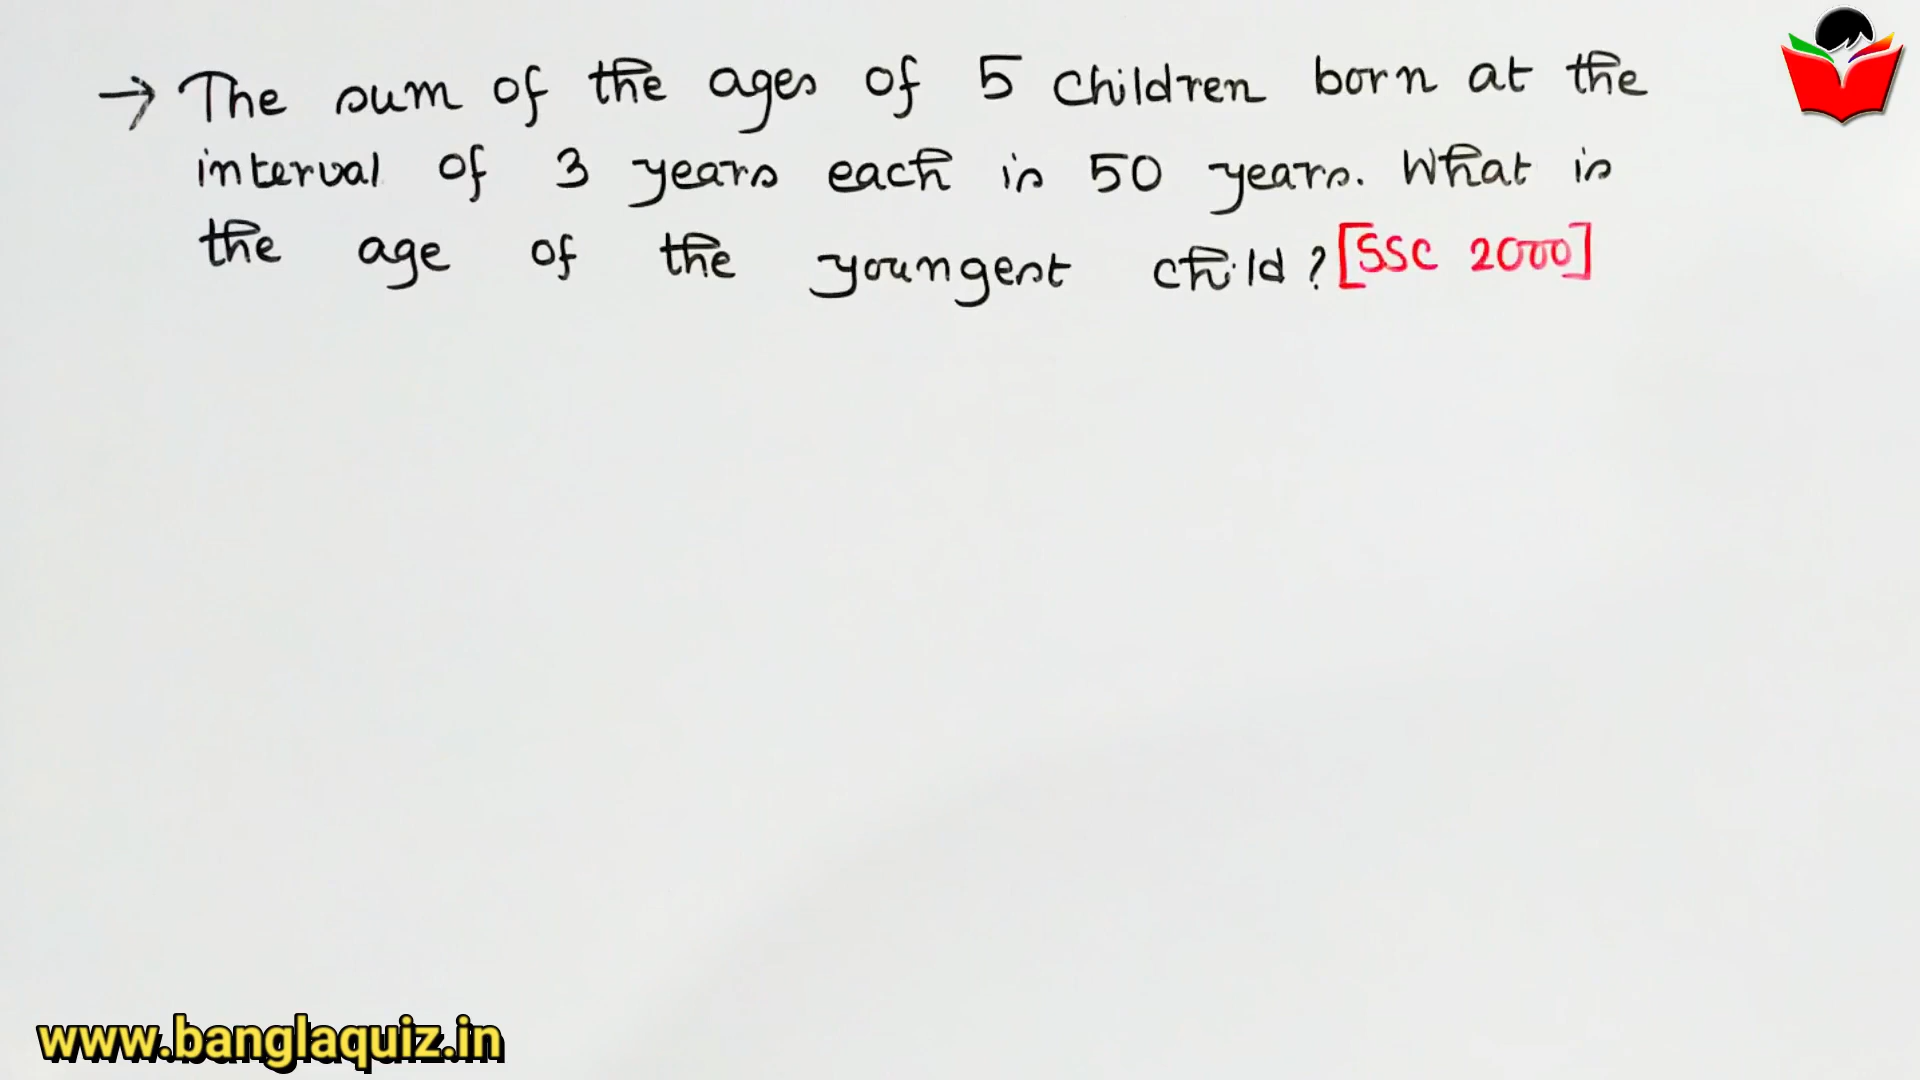 → The sum of the ages of 5 children born at the
interval of 3 years each is 50 years. What is
the age of the youngest child? [SSC 2000]
www.banglaquiz.in